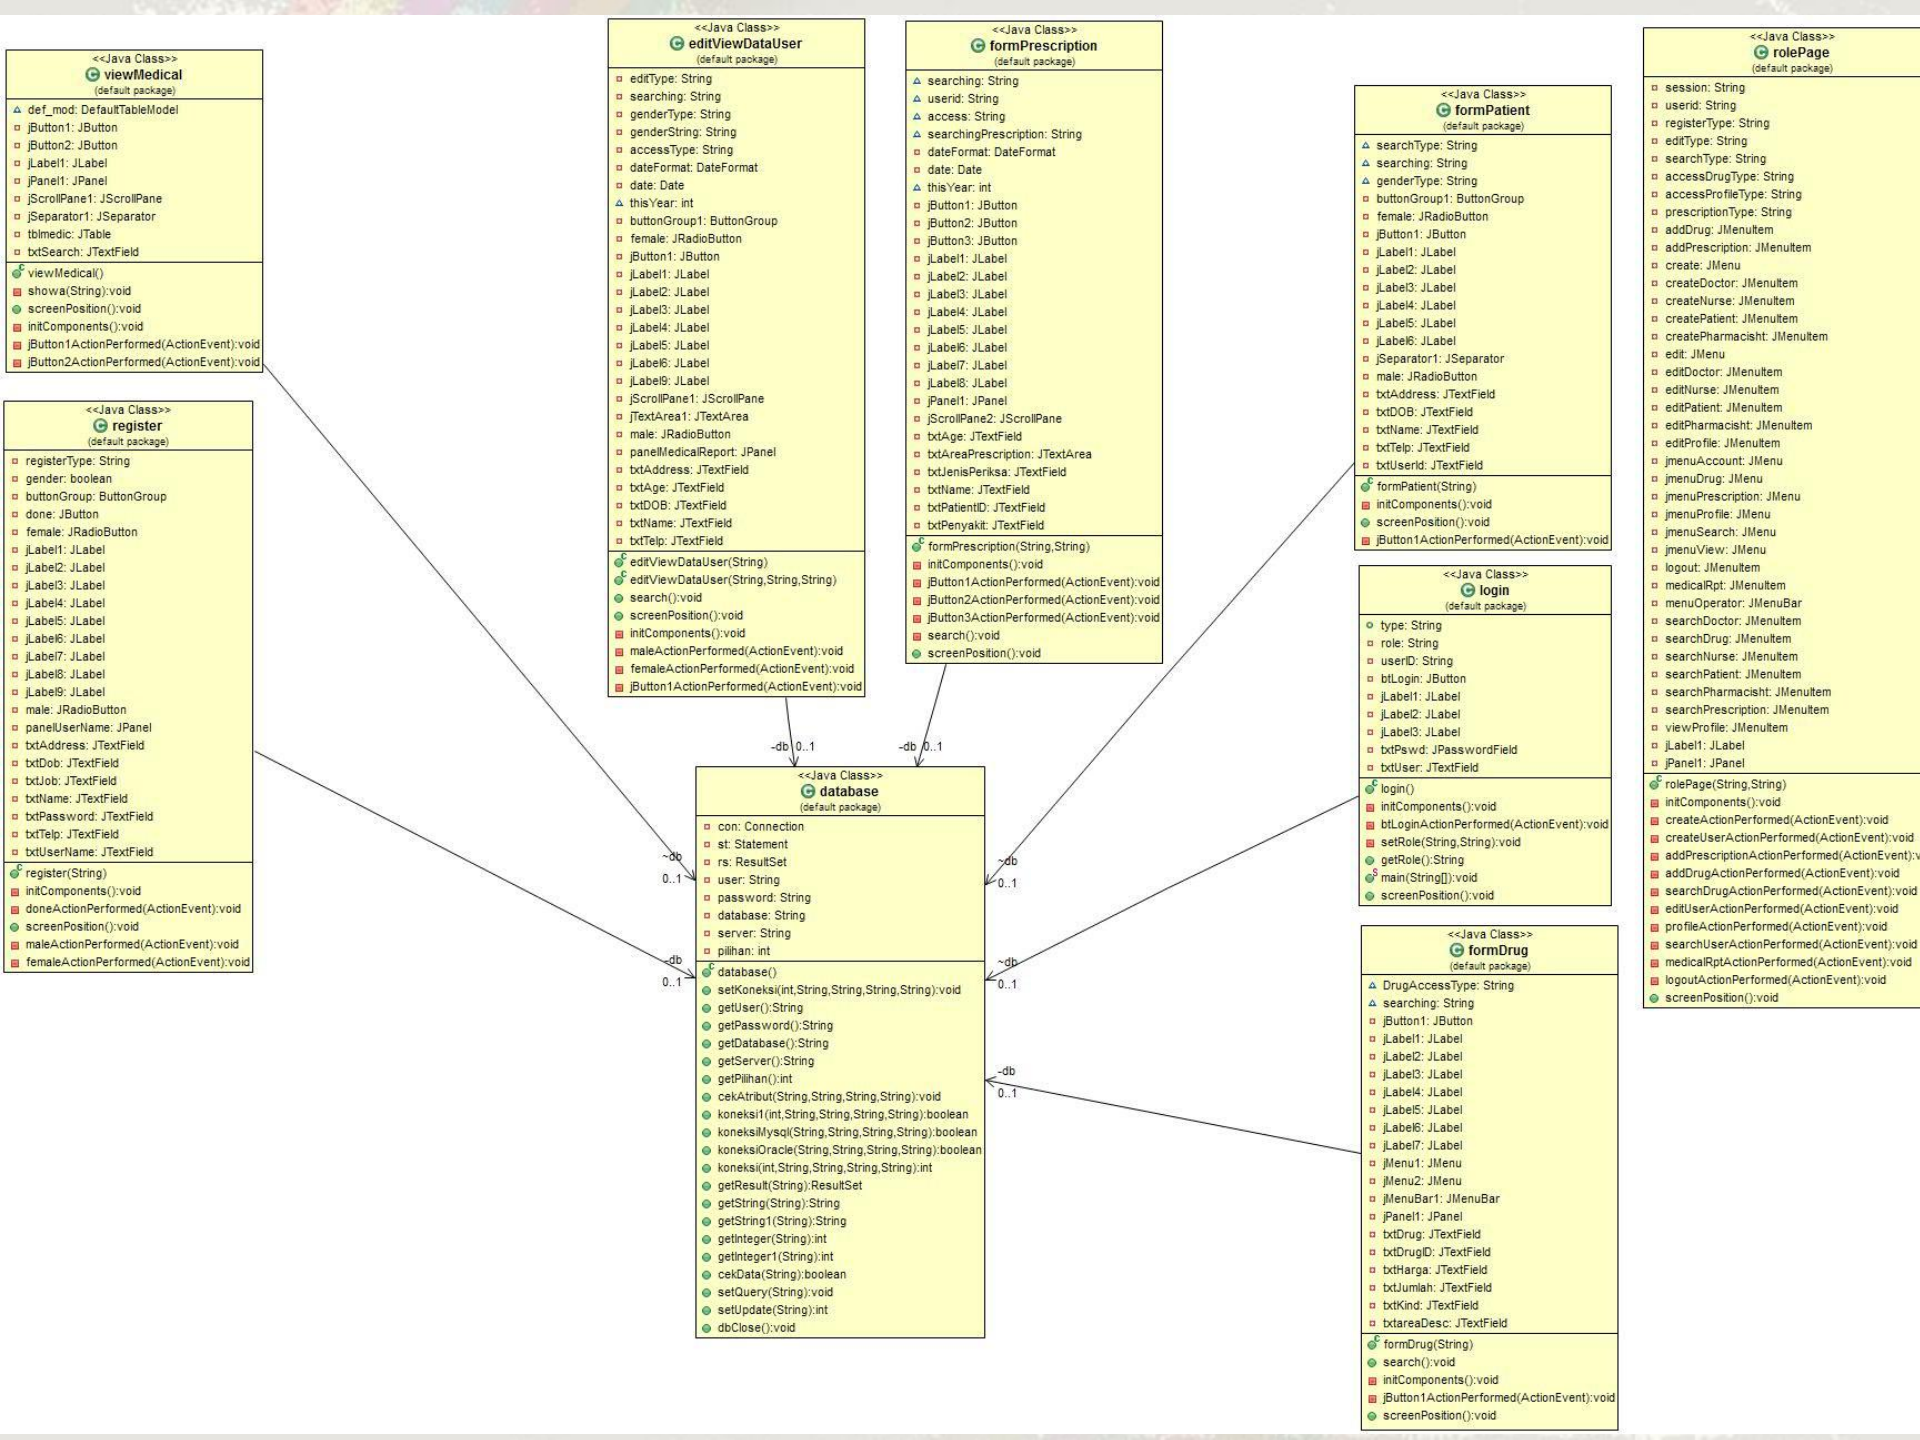 <<Java Class>>
viewMedical
(default package)
def_mod: DefaultTableModel
jButton1: JButton
jButton2: JButton
jLabel1: JLabel
jPanel1: JPanel
jScrollPane1: JScrollPane
jSeparator1: JSeparator
tblmedic: JTable
txtSearch: JTextField
viewMedical()
showa(String):void
screenPosition():void
initComponents():void
jButton1ActionPerformed(ActionEvent):void
jButton2ActionPerformed(ActionEvent):void
<<Java Class>>
register
(default package)
registerType: String
gender: boolean
buttonGroup: ButtonGroup
done: JButton
female: JRadioButton
jLabel1: JLabel
jLabel2: JLabel
jLabel3: JLabel
jLabel4: JLabel
jLabel5: JLabel
jLabel6: JLabel
jLabel7: JLabel
jLabel8: JLabel
jLabel9: JLabel
male: JRadioButton
panelUserName: JPanel
txtAddress: JTextField
txtDob: JTextField
txtJob: JTextField
txtName: JTextField
txtPassword: JTextField
txtTelp: JTextField
txtUserName: JTextField
register(String)
initComponents():void
doneActionPerformed(ActionEvent):void
screenPosition():void
maleActionPerformed(ActionEvent):void
femaleActionPerformed(ActionEvent):void
<<Java Class>>
editViewDataUser
(default package)
editType: String
searching: String
genderType: String
genderString: String
accessType: String
dateFormat: DateFormat
date: Date
thisYear: int
buttonGroup1: ButtonGroup
female: JRadioButton
jButton1: JButton
jLabel1: JLabel
jLabel2: JLabel
jLabel3: JLabel
jLabel4: JLabel
jLabel5: JLabel
jLabel6: JLabel
jLabel9: JLabel
jScrollPane1: JScrollPane
jTextArea1: JTextArea
male: JRadioButton
panelMedicalReport: JPanel
txtAddress: JTextField
txtAge: JTextField
txtDOB: JTextField
txtName: JTextField
txtTelp: JTextField
editViewDataUser(String)
editViewDataUser(String,String,String)
search():void
screenPosition():void
initComponents():void
maleActionPerformed(ActionEvent):void
femaleActionPerformed(ActionEvent):void
jButton1ActionPerformed(ActionEvent):void
<<Java Class>>
formPrescription
(default package)
searching: String
userid: String
access: String
searchingPrescription: String
dateFormat: DateFormat
date: Date
thisYear: int
jButton1: JButton
jButton2: JButton
jButton3: JButton
jLabel1: JLabel
jLabel2: JLabel
jLabel3: JLabel
jLabel4: JLabel
jLabel5: JLabel
jLabel6: JLabel
jLabel7: JLabel
jLabel8: JLabel
jPanel1: JPanel
jScrollPane2: JScrollPane
txtAge: JTextField
txtAreaPrescription: JTextArea
txtJenisPeriksa: JTextField
txtName: JTextField
txtPatientID: JTextField
txtPenyakit: JTextField
formPrescription(String,String)
initComponents():void
jButton1ActionPerformed(ActionEvent):void
jButton2ActionPerformed(ActionEvent):void
jButton3ActionPerformed(ActionEvent):void
search():void
screenPosition():void
-db 0..1
-db 0..1
~db
0..1
-db
0..1
~db
0..1
~db
0..1
-db
0..1
<<Java Class>>
database
(default package)
con: Connection
st: Statement
rs: ResultSet
user: String
password: String
database: String
server: String
pilihan: int
database()
setKoneksi(int,String,String,String,String):void
getUser():String
getPassword():String
getDatabase():String
getServer():String
getPilihan():int
cekAtribut(String,String,String,String):void
koneksi1(int,String,String,String,String):boolean
koneksiMysql(String,String,String,String):boolean
koneksiOracle(String,String,String,String):boolean
koneksi(int,String,String,String,String):int
getResult(String):ResultSet
getString(String):String
getString1(String):String
getInteger(String):int
getInteger1(String):int
cekData(String):boolean
setQuery(String):void
setUpdate(String):int
dbClose():void
<<Java Class>>
formPatient
(default package)
searchType: String
searching: String
genderType: String
buttonGroup1: ButtonGroup
female: JRadioButton
jButton1: JButton
jLabel1: JLabel
jLabel2: JLabel
jLabel3: JLabel
jLabel4: JLabel
jLabel5: JLabel
jLabel6: JLabel
jSeparator1: JSeparator
male: JRadioButton
txtAddress: JTextField
txtDOB: JTextField
txtName: JTextField
txtTelp: JTextField
txtUserId: JTextField
formPatient(String)
initComponents():void
screenPosition():void
jButton1ActionPerformed(ActionEvent):void
<<Java Class>>
login
(default package)
type: String
role: String
userID: String
btLogin: JButton
jLabel1: JLabel
jLabel2: JLabel
jLabel3: JLabel
txtPswd: JPasswordField
txtUser: JTextField
login()
initComponents():void
btLoginActionPerformed(ActionEvent):void
setRole(String,String):void
getRole():String
main(String[]):void
screenPosition():void
<<Java Class>>
formDrug
(default package)
DrugAccessType: String
searching: String
jButton1: JButton
jLabel1: JLabel
jLabel2: JLabel
jLabel3: JLabel
jLabel4: JLabel
jLabel5: JLabel
jLabel6: JLabel
jLabel7: JLabel
jMenu1: JMenu
jMenu2: JMenu
jMenuBar1: JMenuBar
jPanel1: JPanel
txtDrug: JTextField
txtDrugID: JTextField
txtHarga: JTextField
txtJumlah: JTextField
txtKind: JTextField
txtareaDesc: JTextField
formDrug(String)
search():void
initComponents():void
jButton1ActionPerformed(ActionEvent):void
screenPosition():void
<<Java Class>>
rolePage
(default package)
session: String
userid: String
registerType: String
editType: String
searchType: String
accessDrugType: String
accessProfileType: String
prescriptionType: String
addDrug: JMenuItem
addPrescription: JMenuItem
create: JMenu
createDoctor: JMenuItem
createNurse: JMenuItem
createPatient: JMenuItem
createPharmacisht: JMenuItem
edit: JMenu
editDoctor: JMenuItem
editNurse: JMenuItem
editPatient: JMenuItem
editPharmacisht: JMenuItem
editProfile: JMenuItem
jmenuAccount: JMenu
jmenuDrug: JMenu
jmenuPrescription: JMenu
jmenuProfile: JMenu
jmenuSearch: JMenu
jmenuView: JMenu
logout: JMenuItem
medicalRpt: JMenuItem
menuOperator: JMenuBar
searchDoctor: JMenuItem
searchDrug: JMenuItem
searchNurse: JMenuItem
searchPatient: JMenuItem
searchPharmacisht: JMenuItem
searchPrescription: JMenuItem
viewProfile: JMenuItem
jLabel1: JLabel
jPanel1: JPanel
rolePage(String,String)
initComponents():void
createActionPerformed(ActionEvent):void
createUserActionPerformed(ActionEvent):void
addPrescriptionActionPerformed(ActionEvent):v
addDrugActionPerformed(ActionEvent):void
searchDrugActionPerformed(ActionEvent):void
editUserActionPerformed(ActionEvent):void
profileActionPerformed(ActionEvent):void
searchUserActionPerformed(ActionEvent):void
medicalRptActionPerformed(ActionEvent):void
logoutActionPerformed(ActionEvent):void
screenPosition():void